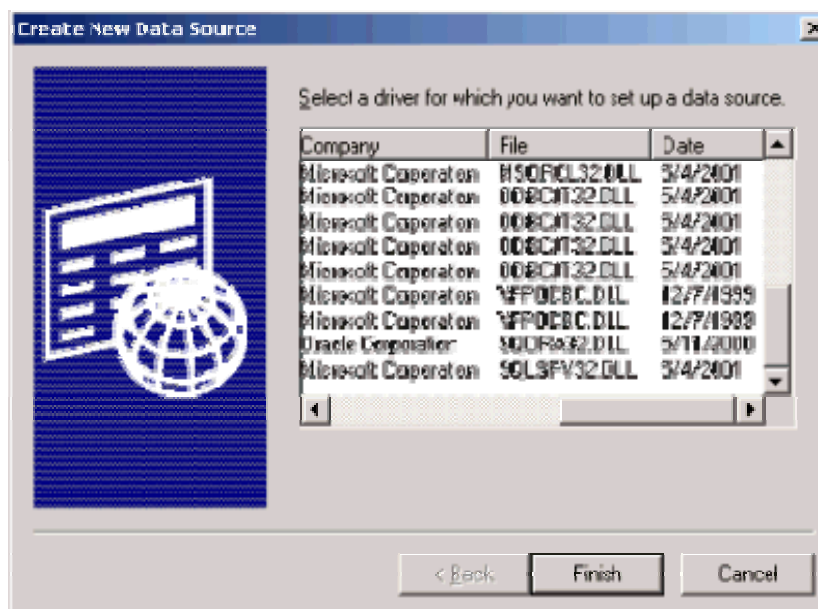 Create New Data Source
Select a driver for which you want to set up a data source.
Company File Date
Microsoft Corporation MSORCL32.DLL 5/4/2001
Microsoft Corporation ODBCJT32.DLL 5/4/2001
Microsoft Corporation ODBCJT32.DLL 5/4/2001
Microsoft Corporation ODBCJT32.DLL 5/4/2001
Microsoft Corporation ODBCJT32.DLL 5/4/2001
Microsoft Corporation VFPODBC.DLL 12/7/1999
Microsoft Corporation VFPODBC.DLL 12/7/1999
Oracle Corporation SQORA32.DLL 5/11/2000
Microsoft Corporation SQLSRV32.DLL 5/4/2001
< Back Finish Cancel